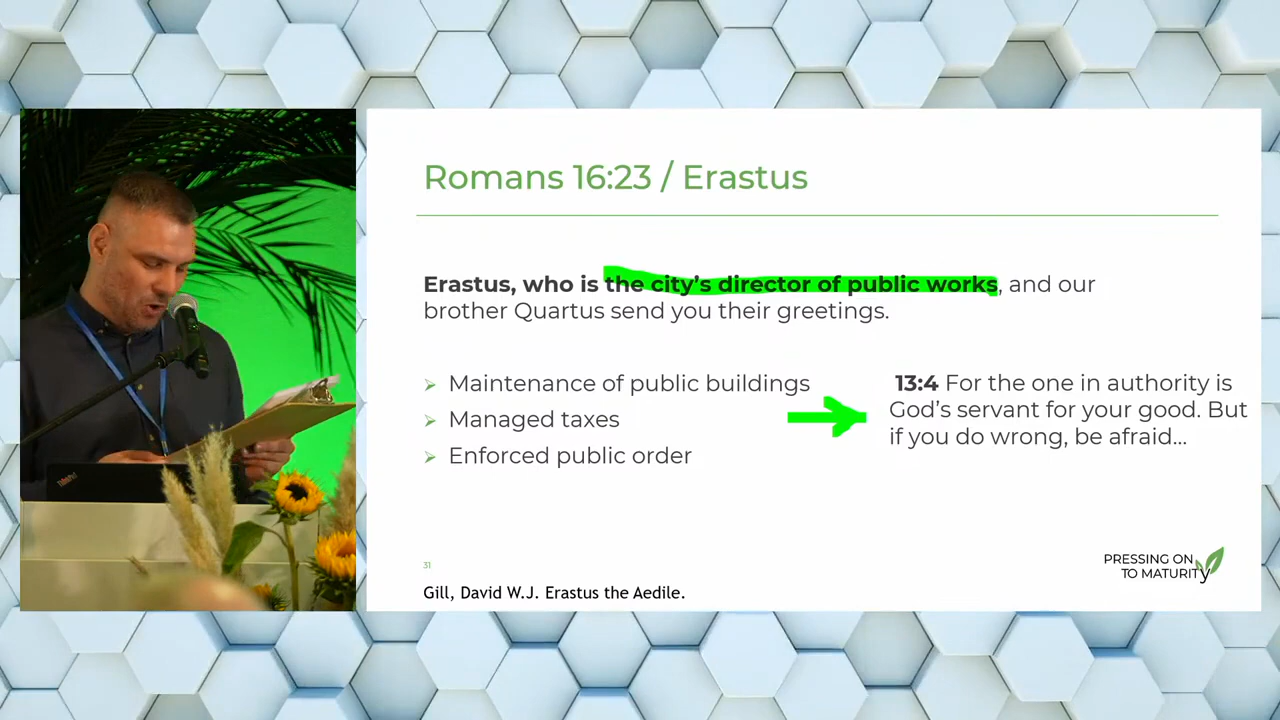 Romans 16:23 / Erastus
Erastus, who is the city's director of public works, and our
brother Quartus send you their greetings.
Maintenance of public buildings
Managed taxes
Enforced public order
13:4 For the one in authority is
God's servant for your good. But
if you do wrong, be afraid...
31
Gill, David W.J. Erastus the Aedile.
PRESSING ON
TO MATURITy
ThinkPad